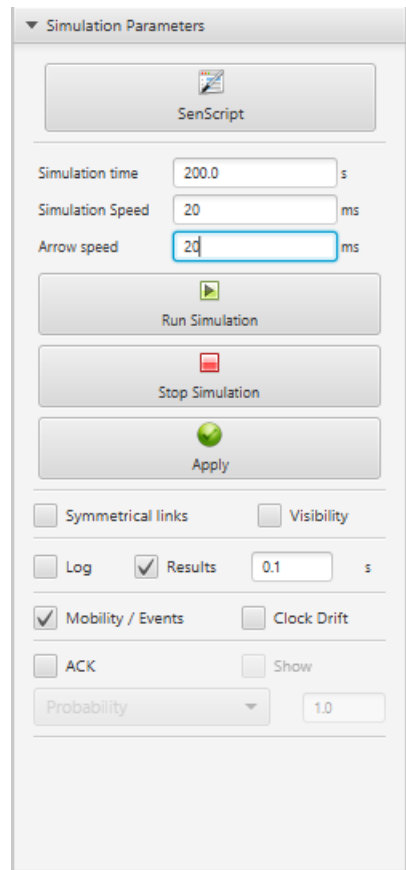 Simulation Parameters
SenScript
Simulation time 200.0 s
Simulation Speed 20 ms
Arrow speed 20 ms
Run Simulation
Stop Simulation
Apply
Symmetrical links Visibility
Log Results 0.1 s
Mobility / Events Clock Drift
ACK Show
Probability 1.0